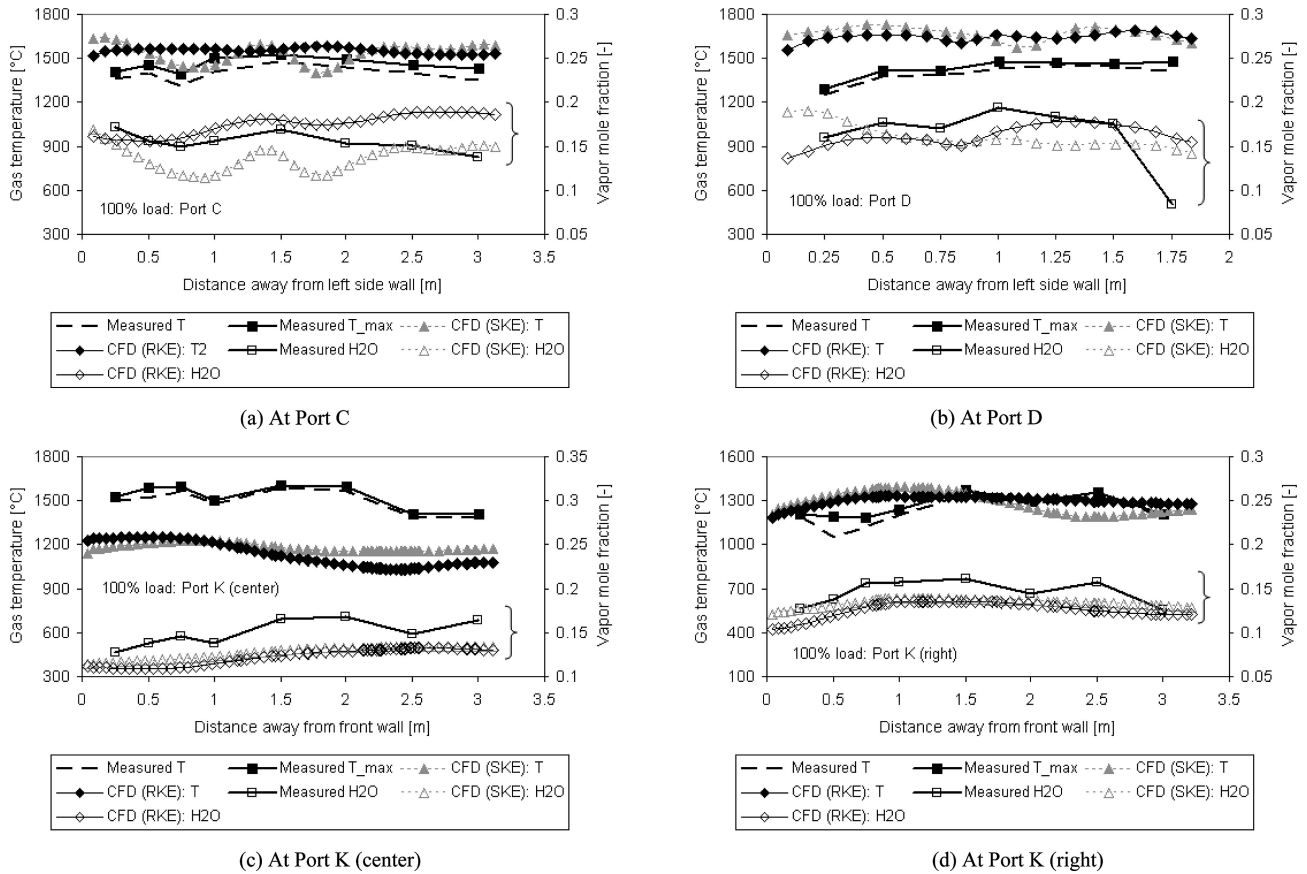 1800
1500
1200
900
600
300
Gas temperature [°C]
0.3
0.25
0.2
0.15
0.1
0.05
Vapor mole fraction [-]
100% load: Port C
0 0.5 1 1.5 2 2.5 3 3.5
Distance away from left side wall [m]
Measured T Measured T_max CFD (SKE): T
CFD (RKE): T2 Measured H2O CFD (SKE): H2O
CFD (RKE): H2O
(a) At Port C
1800
1500
1200
900
600
300
Gas temperature [°C]
0.3
0.25
0.2
0.15
0.1
0.05
Vapor mole fraction [-]
100% load: Port D
0 0.25 0.5 0.75 1 1.25 1.5 1.75 2
Distance away from left side wall [m]
Measured T Measured T_max CFD (SKE): T
CFD (RKE): T Measured H2O CFD (SKE): H2O
CFD (RKE): H2O
(b) At Port D
1800
1500
1200
900
600
300
Gas temperature [°C]
0.35
0.3
0.25
0.2
0.15
0.1
Vapor mole fraction [-]
100% load: Port K (center)
0 0.5 1 1.5 2 2.5 3 3.5
Distance away from front wall [m]
Measured T Measured T_max CFD (SKE): T
CFD (RKE): T Measured H2O CFD (SKE): H2O
CFD (RKE): H2O
(c) At Port K (center)
1600
1300
1000
700
400
100
Gas temperature [°C]
0.3
0.25
0.2
0.15
0.1
0.05
Vapor mole fraction [-]
100% load: Port K (right)
0 0.5 1 1.5 2 2.5 3 3.5
Distance away from front wall [m]
Measured T Measured T_max CFD (SKE): T
CFD (RKE): T Measured H2O CFD (SKE): H2O
CFD (RKE): H2O
(d) At Port K (right)